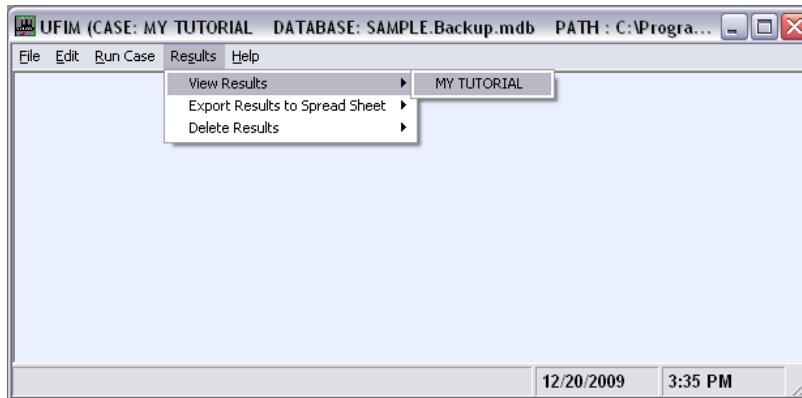 UFIM (CASE: MY TUTORIAL DATABASE: SAMPLE.Backup.mdb PATH : C:\Progra...
File Edit Run Case Results Help
View Results MY TUTORIAL
Export Results to Spread Sheet
Delete Results
12/20/2009 3:35 PM